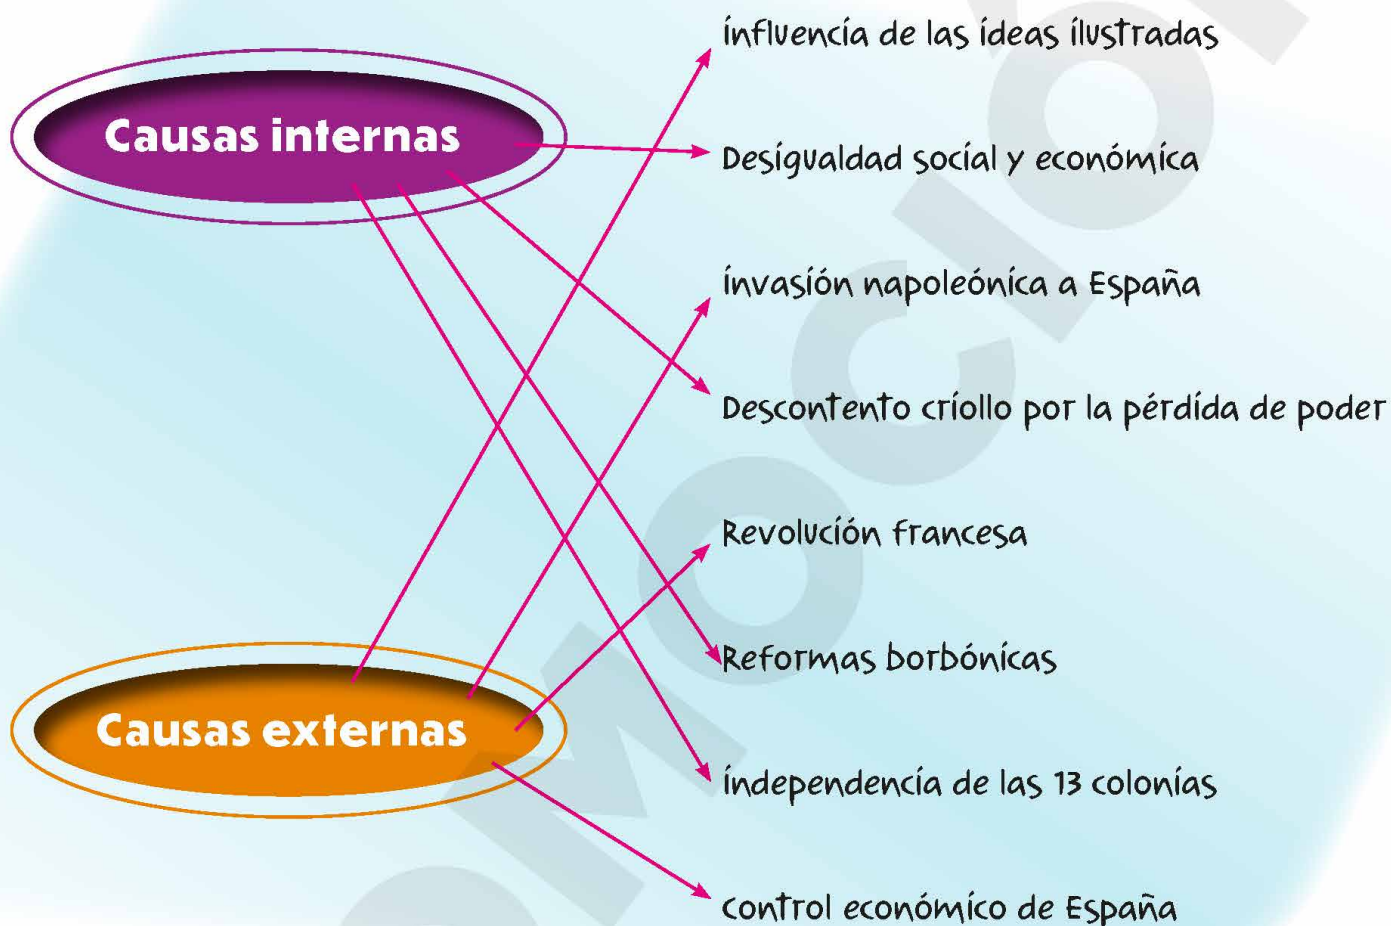 influencia de las ideas ilustradas
Causas internas
Desigualdad social y económica
invasión napoleónica a España
Descontento criollo por la pérdida de poder
Revolución francesa
Reformas borbónicas
Causas externas
independencia de las 13 colonias
control económico de España